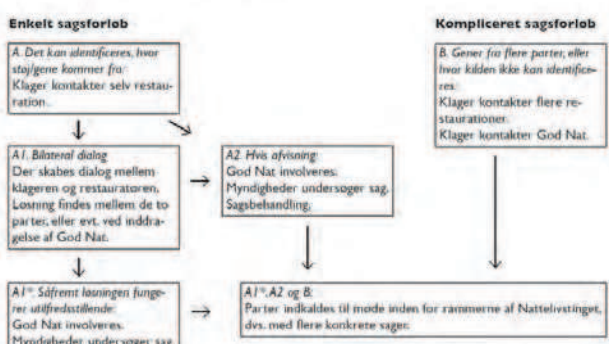 Enkelt sagsforløb
A. Det kan identificeres, hvor
støj/gene kommer fra:
Klager kontakter selv restau-
ration.
A1. Bilateral dialog
Der skabes dialog mellem
klageren og restauratøren.
Løsning findes mellem de to
parter, eller evt. ved inddra-
gelse af God Nat.
A2. Hvis afvisning:
God Nat involveres.
Myndigheder undersøger sag.
Sagsbehandling.
A1*. Såfremt løsningen funge-
rer utilfredsstillende:
God Nat involveres.
Myndigheder undersøger sag
Kompliceret sagsforløb
B. Gener fra flere parter, eller
hvor kilden ikke kan identifice-
res:
Klager kontakter flere re-
staurationer.
Klager kontakter God Nat.
A1*, A2 og B:
Parter indkaldes til møde inden for rammerne af Nattelivstinget,
dvs. med flere konkrete sager.